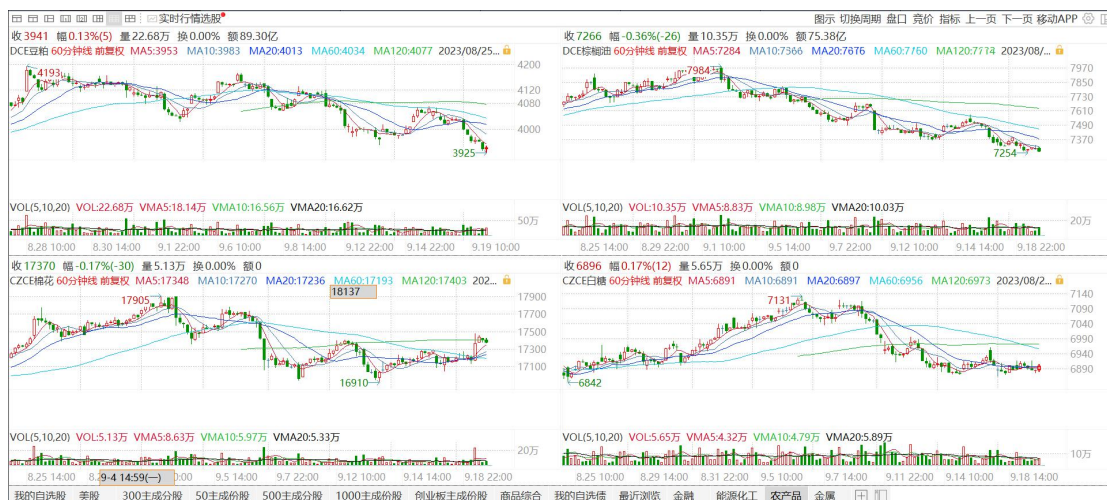 实时行情选股
图示 切换周期 盘口 竞价 指标 上一页 下一页 移动APP
收3941 幅0.13%(5) 量22.68万 换0.00% 额89.30亿
DCE豆粕 60分钟线 前复权 MA5:3953 MA10:3983 MA20:4013 MA60:4034 MA120:4077 2023/08/25...
4193
4200
4120
4080
4000
3925
VOL(5,10,20) VOL:22.68万 VMA5:18.14万 VMA10:16.56万 VMA20:16.62万
50万
8.28 10:00 8.30 14:00 9.1 22:00 9.6 10:00 9.8 14:00 9.12 22:00 9.14 22:00 9.19 10:00
收7266 幅-0.36%(-26) 量10.35万 换0.00% 额75.38亿
DCE棕榈油 60分钟线 前复权 MA5:7284 MA10:7366 MA20:7676 MA60:7760 MA120:7774 2023/08/...
7984
7970
7850
7730
7610
7490
7370
7254
VOL(5,10,20) VOL:10.35万 VMA5:8.83万 VMA10:8.98万 VMA20:10.03万
20万
8.25 14:00 8.29 22:00 9.1 10:00 9.5 14:00 9.7 22:00 9.12 10:00 9.14 14:00 9.18 22:00
收17370 幅-0.17%(-30) 量5.13万 换0.00% 额0
CZCE棉花 60分钟线 前复权 MA5:17348 MA10:17270 MA20:17236 MA60:17193 MA120:17403 202...
18137
17905
17900
17700
17500
17300
17100
16910
VOL(5,10,20) VOL:5.13万 VMA5:8.63万 VMA10:5.97万 VMA20:5.33万
20万
8.25 14:00 9-4 14:59(一) 9.5 14:00 9.7 22:00 9.12 10:00 9.14 14:00 9.18 22:00
收6896 幅0.17%(12) 量5.65万 换0.00% 额0
CZCE白糖 60分钟线 前复权 MA5:6891 MA10:6891 MA20:6897 MA60:6956 MA120:6923 2023/08/2...
7131
7140
7090
7040
6990
6940
6890
6842
VOL(5,10,20) VOL:5.65万 VMA5:4.32万 VMA10:4.79万 VMA20:5.89万
10万
8.25 10:00 8.29 14:00 8.31 22:00 9.5 10:00 9.7 14:00 9.11 22:00 9.14 10:00 9.18 14:00
我的自选股 美股 300主成分股 50主成份股 500主成分股 1000主成份股 创业板主成份股 商品综合 我的自选债 最近浏览 金融 能源化工 农产品 金属